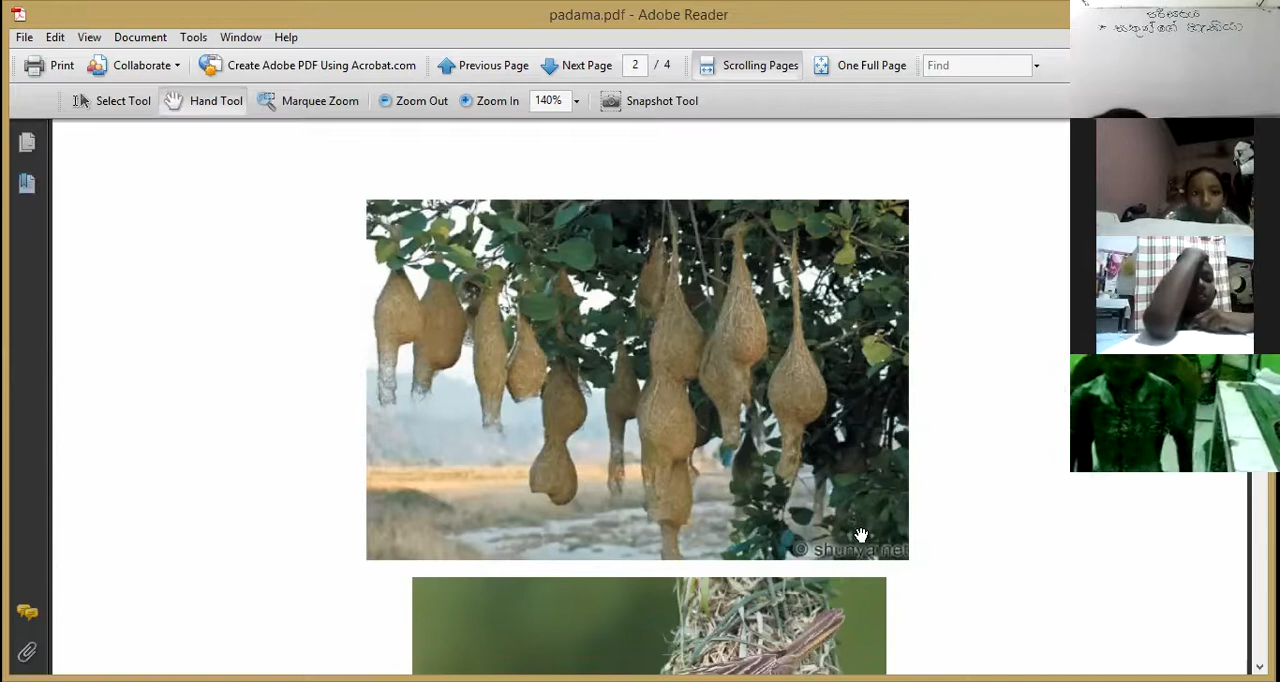 padama.pdf - Adobe Reader
File Edit View Document Tools Window Help
Print Collaborate Create Adobe PDF Using Acrobat.com Previous Page Next Page 2 / 4 Scrolling Pages One Full Page Find
Select Tool Hand Tool Marquee Zoom Zoom Out Zoom In 140% Snapshot Tool
පරිසරය
© shunya.net